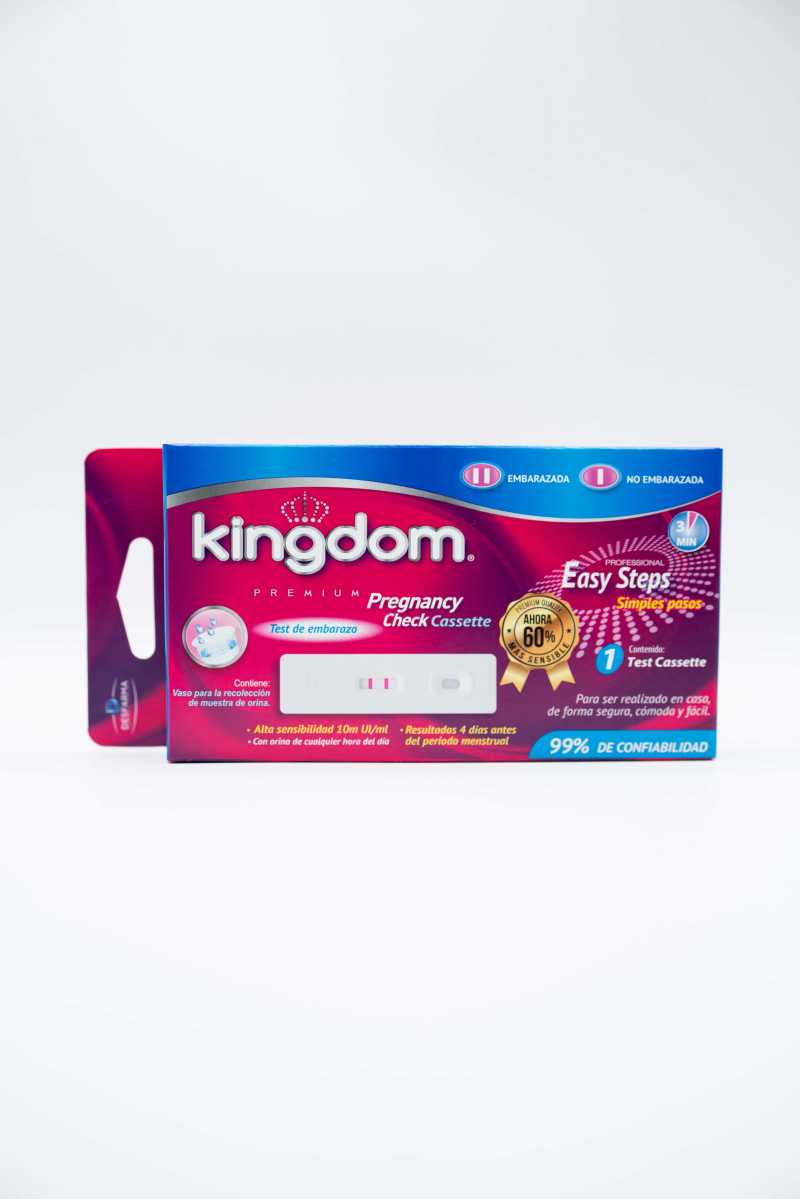 EMBARAZADA
NO EMBARAZADA
kingdom®
PREMIUM
Pregnancy
Check Cassette
Test de embarazo
3
MIN
PROFESSIONAL
Easy Steps
Simples pasos
PREMIUM QUALITY
AHORA
60%
MÁS SENSIBLE
1
Contenido:
Test Cassette
Contiene:
Vaso para la recolección
de muestra de orina.
Para ser realizado en casa,
de forma segura, cómoda y fácil.
• Alta sensibilidad 10m UI/ml
• Con orina de cualquier hora del día
• Resultados 4 días antes
del período menstrual
99% DE CONFIABILIDAD
DESFARMA